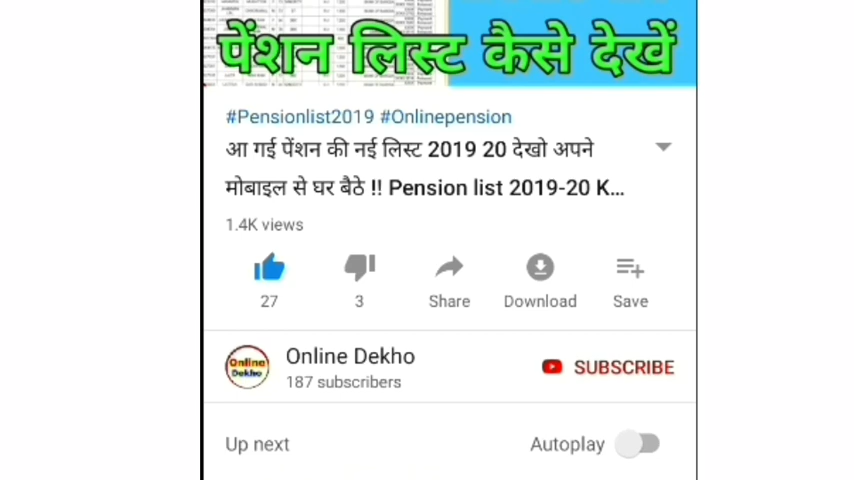 पेंशन लिस्ट कैसे देखें
#Pensionlist2019 #Onlinepension
आ गई पेंशन की नई लिस्ट 2019 20 देखो अपने
मोबाइल से घर बैठे !! Pension list 2019-20 K...
1.4K views
27
3
Share
Download
Save
Online Dekho
Online Dekho
187 subscribers
SUBSCRIBE
Up next
Autoplay